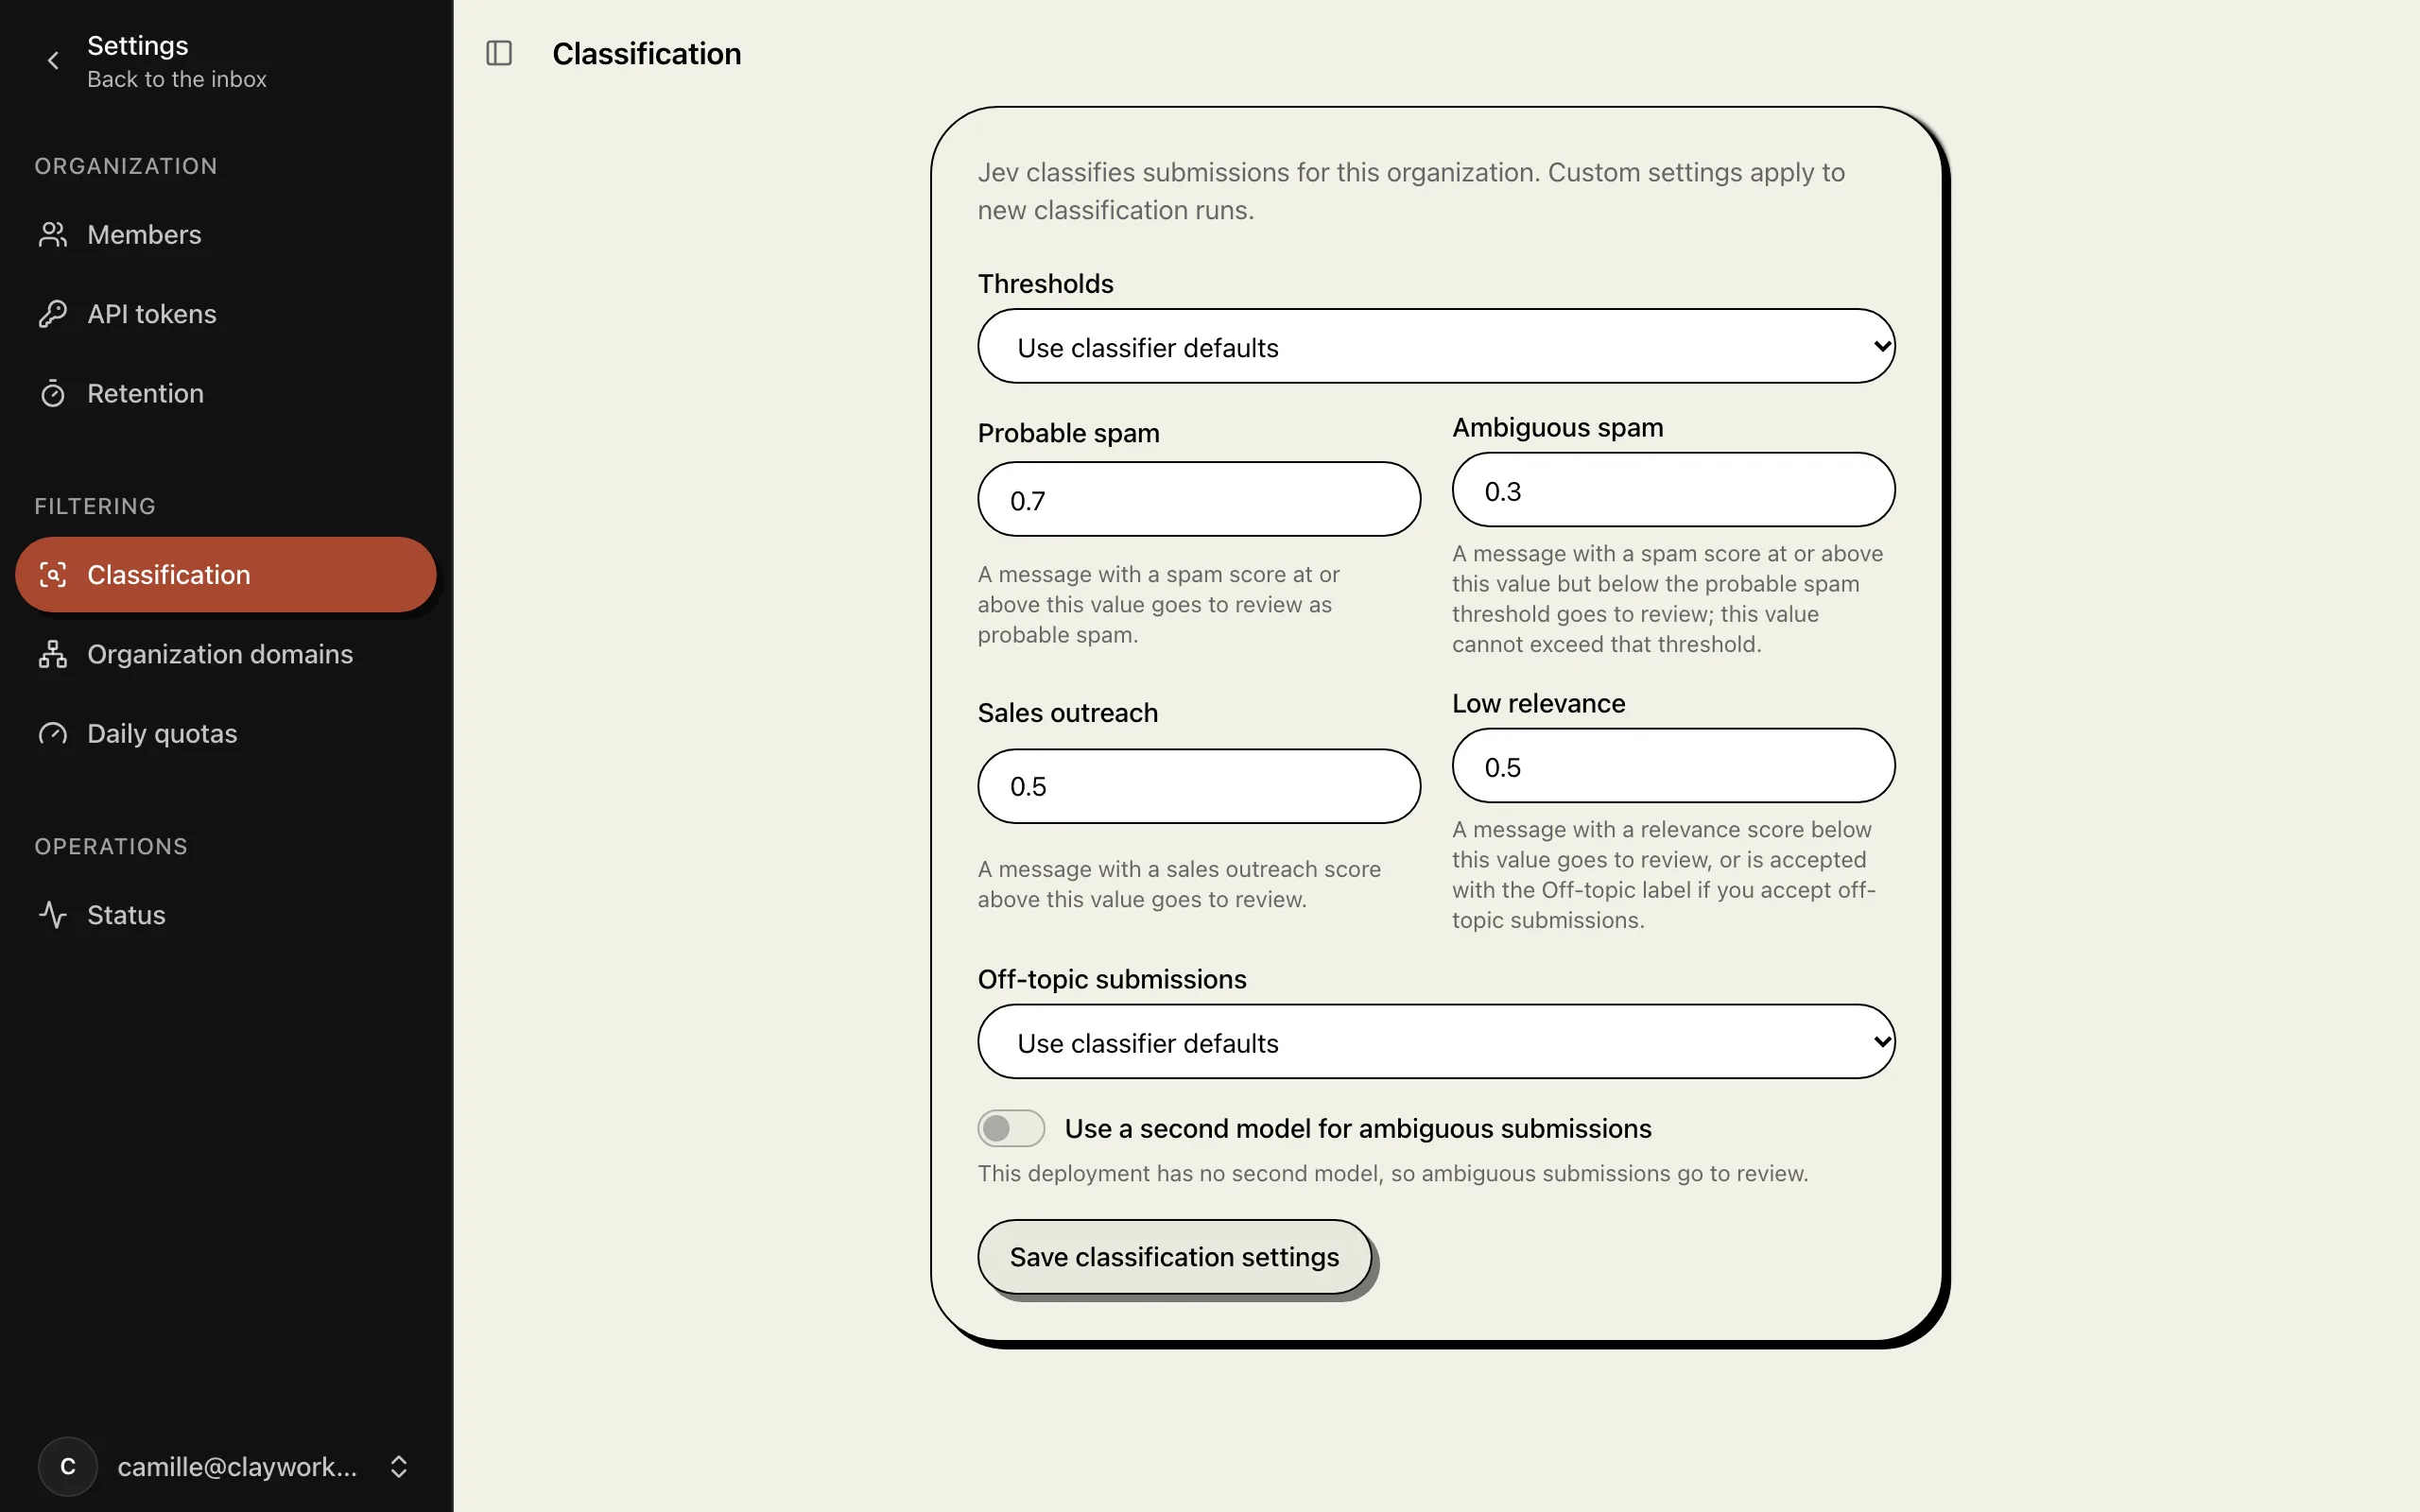 Settings
Back to the inbox
ORGANIZATION
Members
API tokens
Retention
FILTERING
Classification
Organization domains
Daily quotas
OPERATIONS
Status
C
camille@claywork...
Classification
Jev classifies submissions for this organization. Custom settings apply to
new classification runs.
Thresholds
Use classifier defaults
Probable spam
0.7
A message with a spam score at or
above this value goes to review as
probable spam.
Ambiguous spam
0.3
A message with a spam score at or above
this value but below the probable spam
threshold goes to review; this value
cannot exceed that threshold.
Sales outreach
0.5
A message with a sales outreach score
above this value goes to review.
Low relevance
0.5
A message with a relevance score below
this value goes to review, or is accepted
with the Off-topic label if you accept off-
topic submissions.
Off-topic submissions
Use classifier defaults
Use a second model for ambiguous submissions
This deployment has no second model, so ambiguous submissions go to review.
Save classification settings